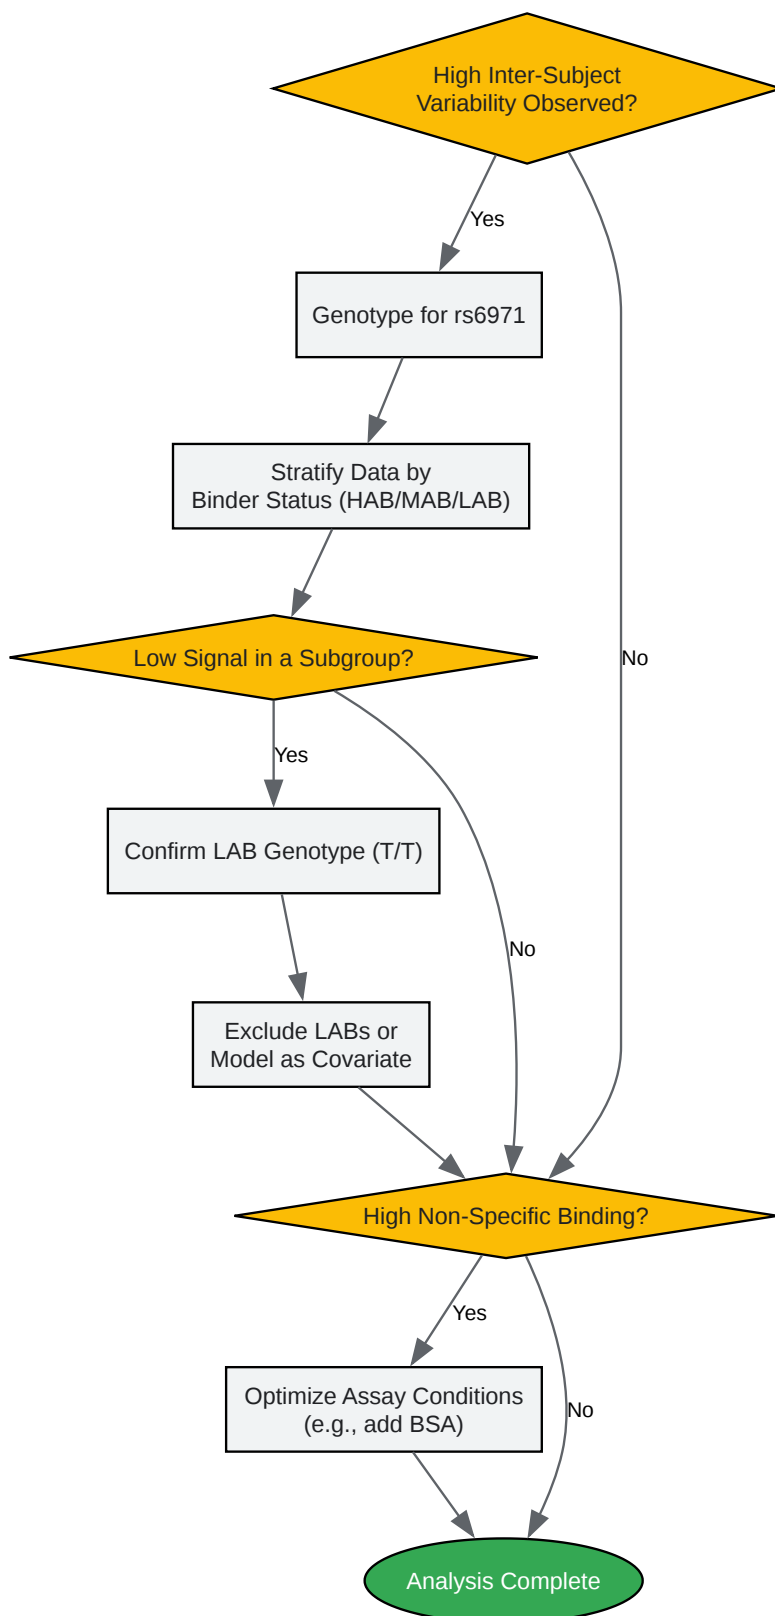 High Inter-Subject
Variability Observed?
Yes
Genotype for rs6971
Stratify Data by
Binder Status (HAB/MAB/LAB)
Low Signal in a Subgroup?
No
Yes
Confirm LAB Genotype (T/T)
No
Exclude LABs or
Model as Covariate
High Non-Specific Binding?
Yes
Optimize Assay Conditions
(e.g., add BSA)
No
Analysis Complete